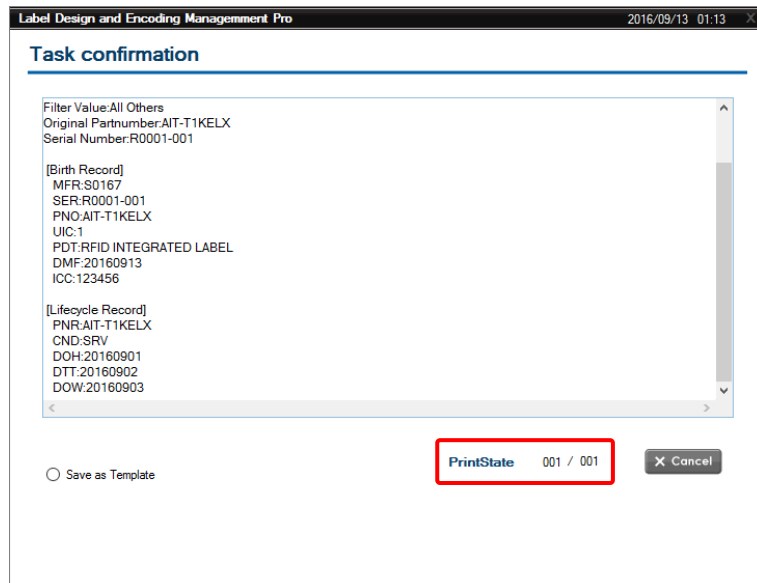 Label Design and Encoding Managemment Pro 2016/09/13 01:13 X
Task confirmation
Filter Value:All Others
Original Partnumber:AIT-T1KELX
Serial Number:R0001-001
[Birth Record]
MFR:S0167
SER:R0001-001
PNO:AIT-T1KELX
UIC:1
PDT:RFID INTEGRATED LABEL
DMF:20160913
ICC:123456
[Lifecycle Record]
PNR:AIT-T1KELX
CND:SRV
DOH:20160901
DTT:20160902
DOW:20160903
PrintState 001 / 001
X Cancel
Save as Template